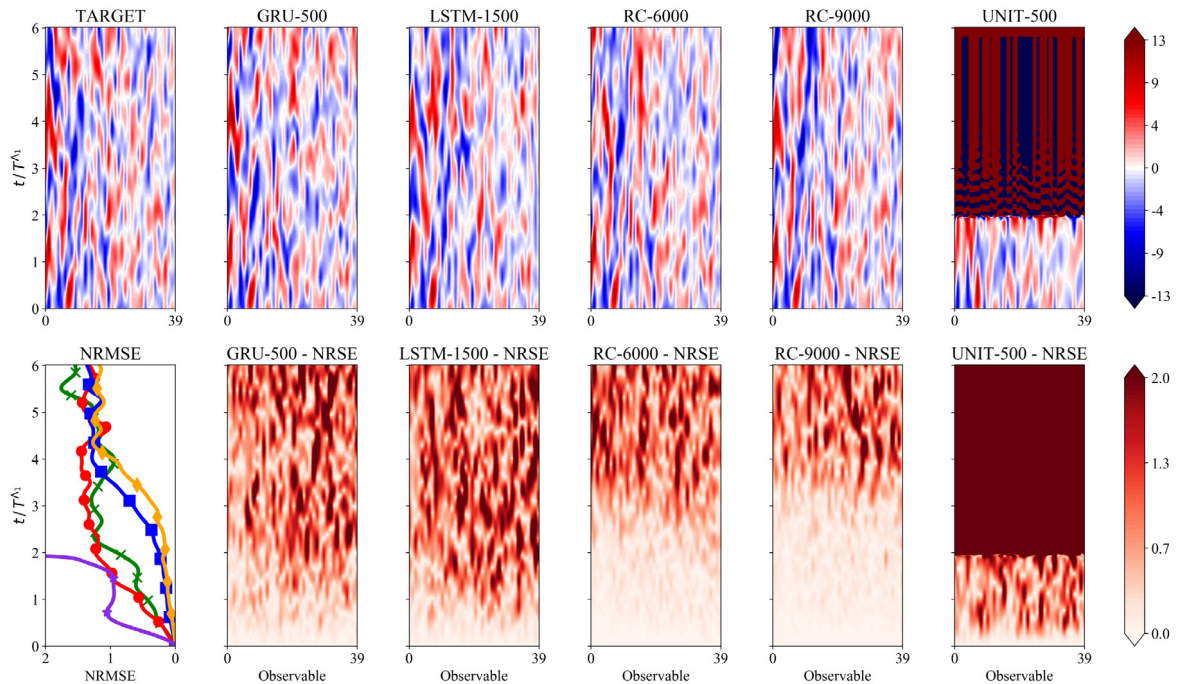 TARGET
GRU-500
LSTM-1500
RC-6000
RC-9000
UNIT-500
6
5
4
3
2
1
0
t/T^Λ1
0 39
0 39
0 39
0 39
0 39
0 39
13
9
4
0
-4
-9
-13
NRMSE
GRU-500 - NRSE
LSTM-1500 - NRSE
RC-6000 - NRSE
RC-9000 - NRSE
UNIT-500 - NRSE
6
5
4
3
2
1
0
t/T^Λ1
2 1 0
0 39
0 39
0 39
0 39
0 39
NRMSE
Observable
Observable
Observable
Observable
Observable
2.0
1.3
0.7
0.0